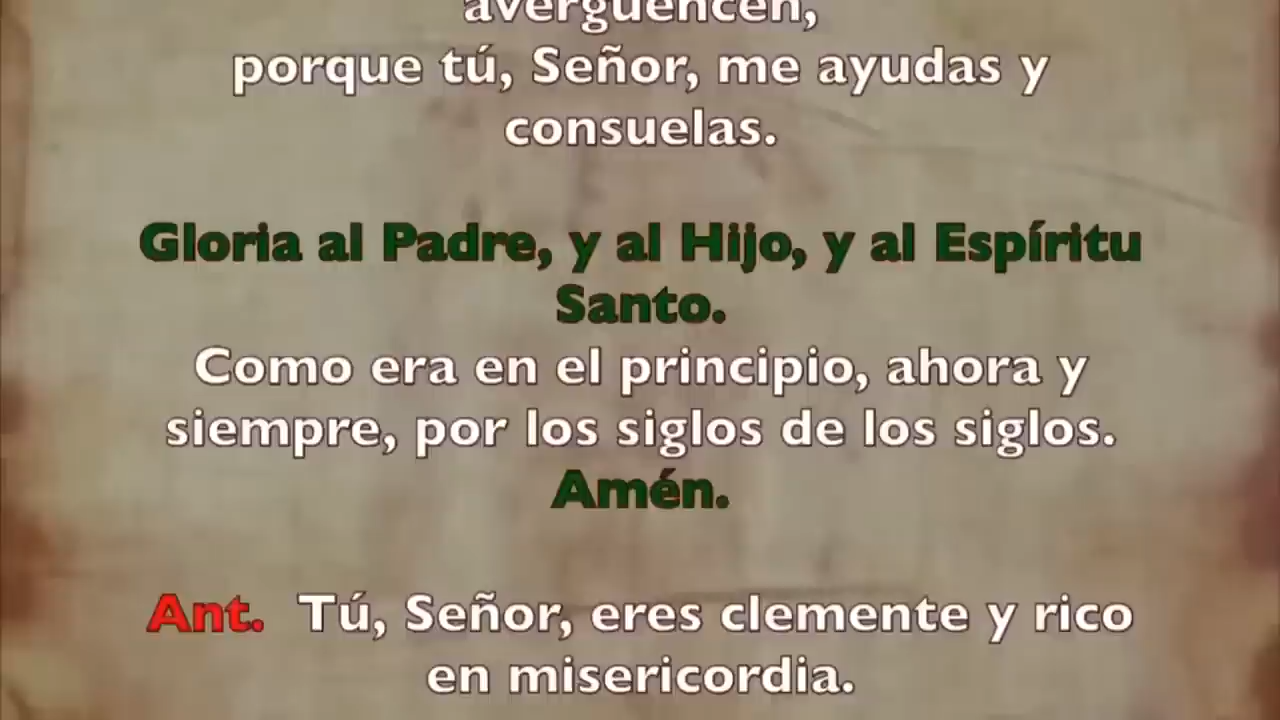 avergüencen,
porque tú, Señor, me ayudas y
consuelas.
Gloria al Padre, y al Hijo, y al Espíritu
Santo.
Como era en el principio, ahora y
siempre, por los siglos de los siglos.
Amén.
Ant. Tú, Señor, eres clemente y rico
en misericordia.